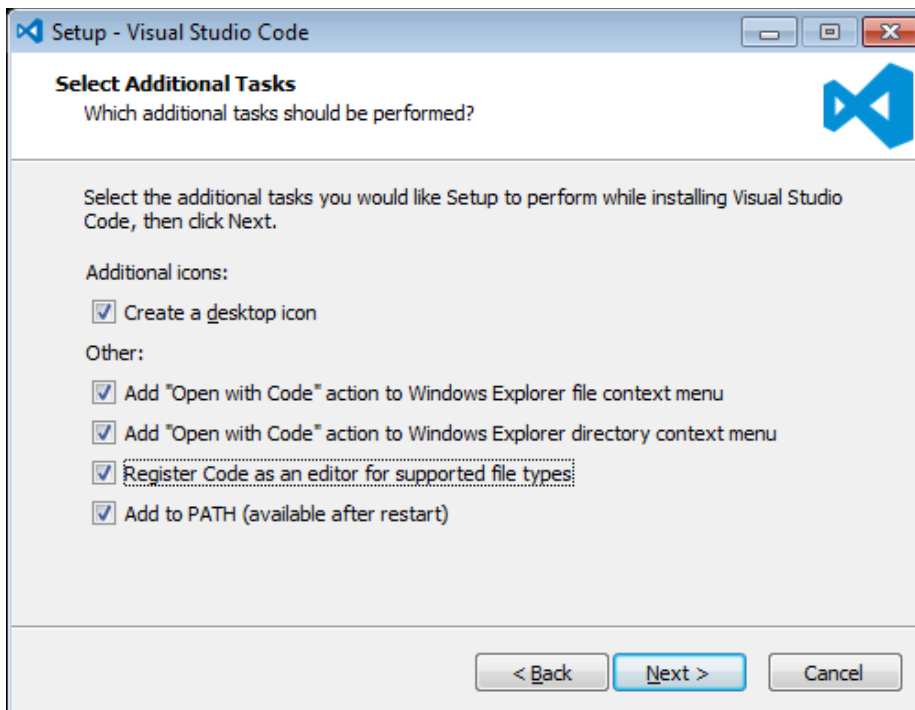 Setup - Visual Studio Code
Select Additional Tasks
Which additional tasks should be performed?
Select the additional tasks you would like Setup to perform while installing Visual Studio
Code, then click Next.
Additional icons:
Create a desktop icon
Other:
Add "Open with Code" action to Windows Explorer file context menu
Add "Open with Code" action to Windows Explorer directory context menu
Register Code as an editor for supported file types
Add to PATH (available after restart)
< Back Next > Cancel